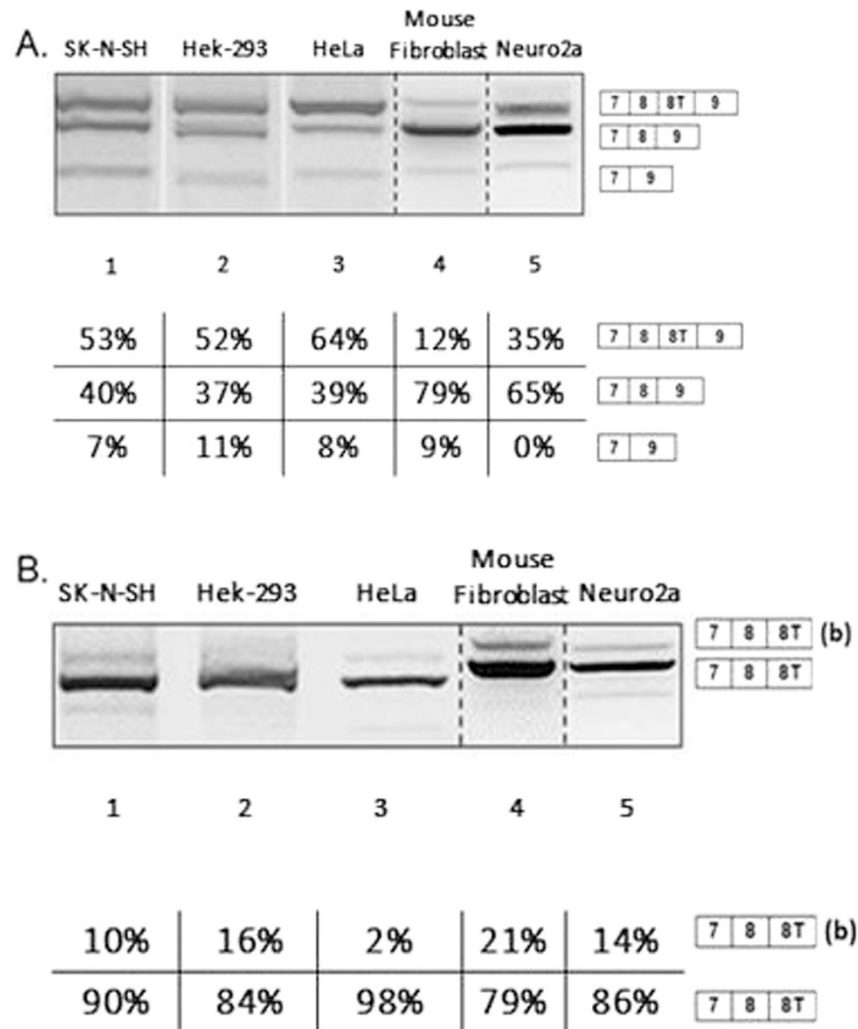 A.
SK-N-SH Hek-293 HeLa Mouse Fibroblast Neuro2a
7 8 8T 9
7 8 9
7 9
1 2 3 4 5
53% 52% 64% 12% 35% 7 8 8T 9
40% 37% 39% 79% 65% 7 8 9
7% 11% 8% 9% 0% 7 9
B.
SK-N-SH Hek-293 HeLa Mouse Fibroblast Neuro2a
7 8 8T (b)
7 8 8T
1 2 3 4 5
10% 16% 2% 21% 14% 7 8 8T (b)
90% 84% 98% 79% 86% 7 8 8T